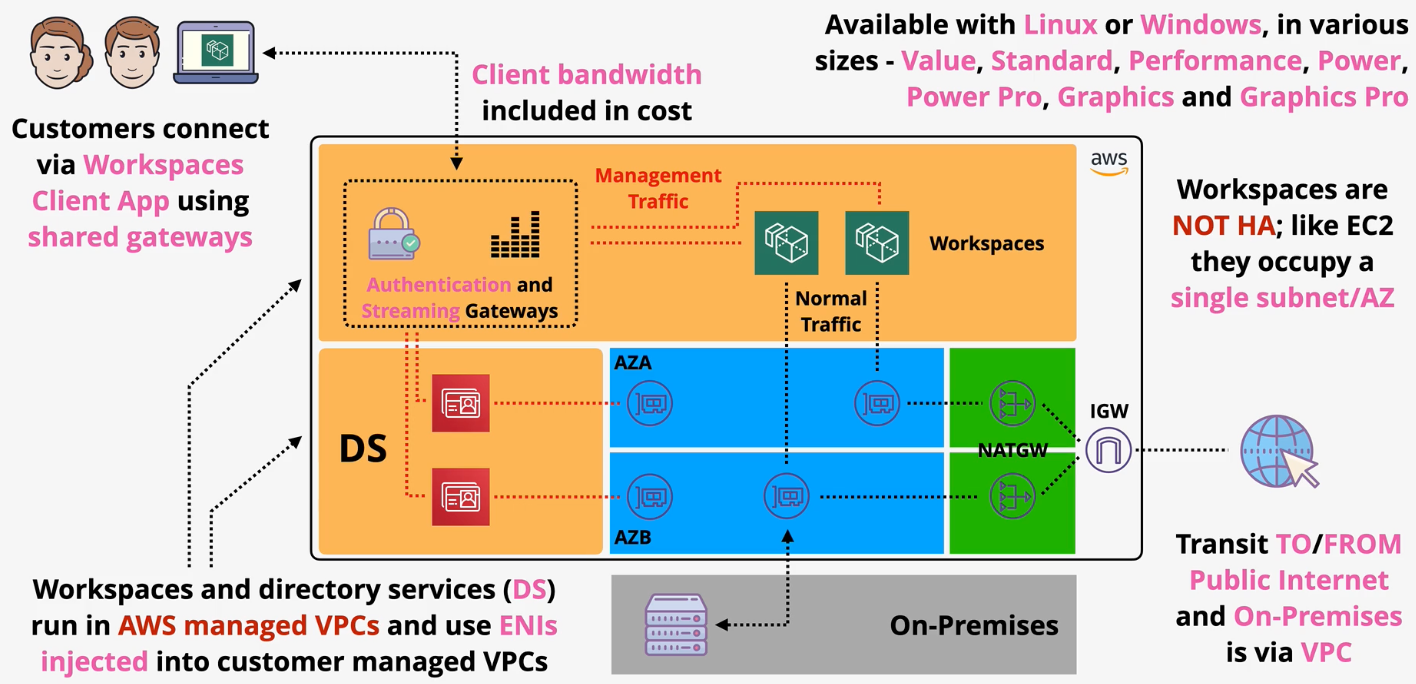 Available with Linux or Windows, in various
sizes - Value, Standard, Performance, Power,
Power Pro, Graphics and Graphics Pro
Client bandwidth
included in cost
Customers connect
via Workspaces
Client App using
shared gateways
aws
Management
Traffic
Workspaces
Authentication and
Streaming Gateways
Normal
Traffic
Workspaces are
NOT HA; like EC2
they occupy a
single subnet/AZ
DS
AZA
AZB
NATGW
IGW
On-Premises
Workspaces and directory services (DS)
run in AWS managed VPCs and use ENIs
injected into customer managed VPCs
Transit TO/FROM
Public Internet
and On-Premises
is via VPC